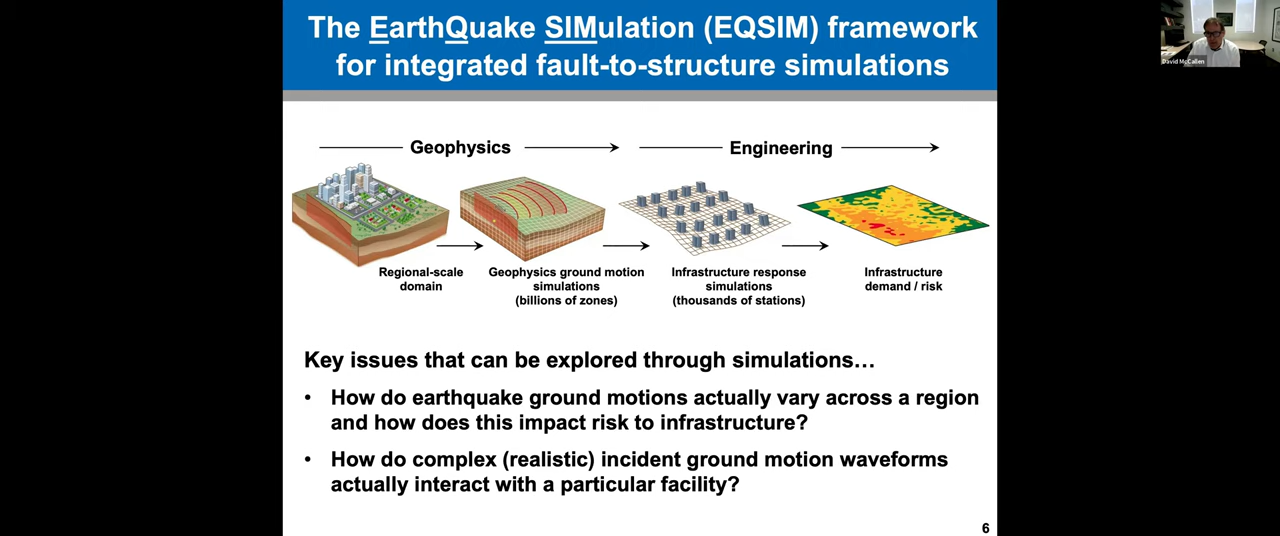 The EarthQuake SIMulation (EQSIM) framework
for integrated fault-to-structure simulations
David McCallen
Geophysics
Engineering
Regional-scale
domain
Geophysics ground motion
simulations
(billions of zones)
Infrastructure response
simulations
(thousands of stations)
Infrastructure
demand / risk
Key issues that can be explored through simulations…
• How do earthquake ground motions actually vary across a region
and how does this impact risk to infrastructure?
• How do complex (realistic) incident ground motion waveforms
actually interact with a particular facility?
6